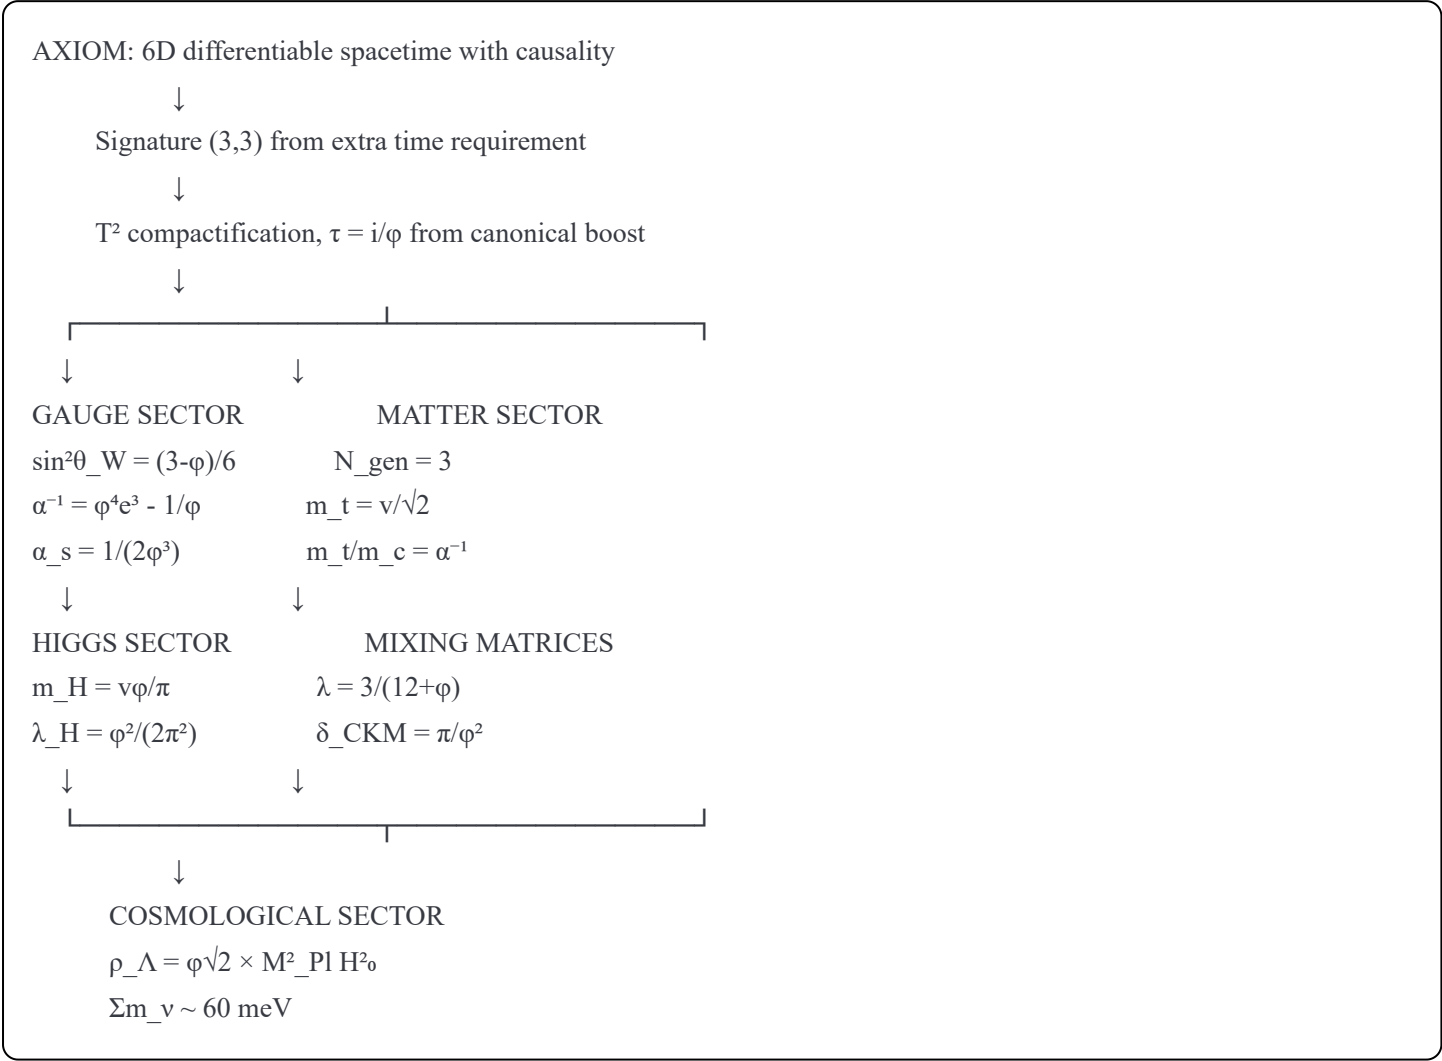 AXIOM: 6D differentiable spacetime with causality
↓
Signature (3,3) from extra time requirement
↓
T² compactification, τ = i/φ from canonical boost
↓
↓ ↓
GAUGE SECTOR MATTER SECTOR
sin²θ_W = (3-φ)/6 N_gen = 3
α⁻¹ = φ⁴e³ - 1/φ m_t = v/√2
α_s = 1/(2φ³) m_t/m_c = α⁻¹
↓ ↓
HIGGS SECTOR MIXING MATRICES
m_H = vφ/π λ = 3/(12+φ)
λ_H = φ²/(2π²) δ_CKM = π/φ²
↓ ↓
↓
COSMOLOGICAL SECTOR
ρ_Λ = φ√2 × M²_Pl H²₀
Σm_ν ~ 60 meV